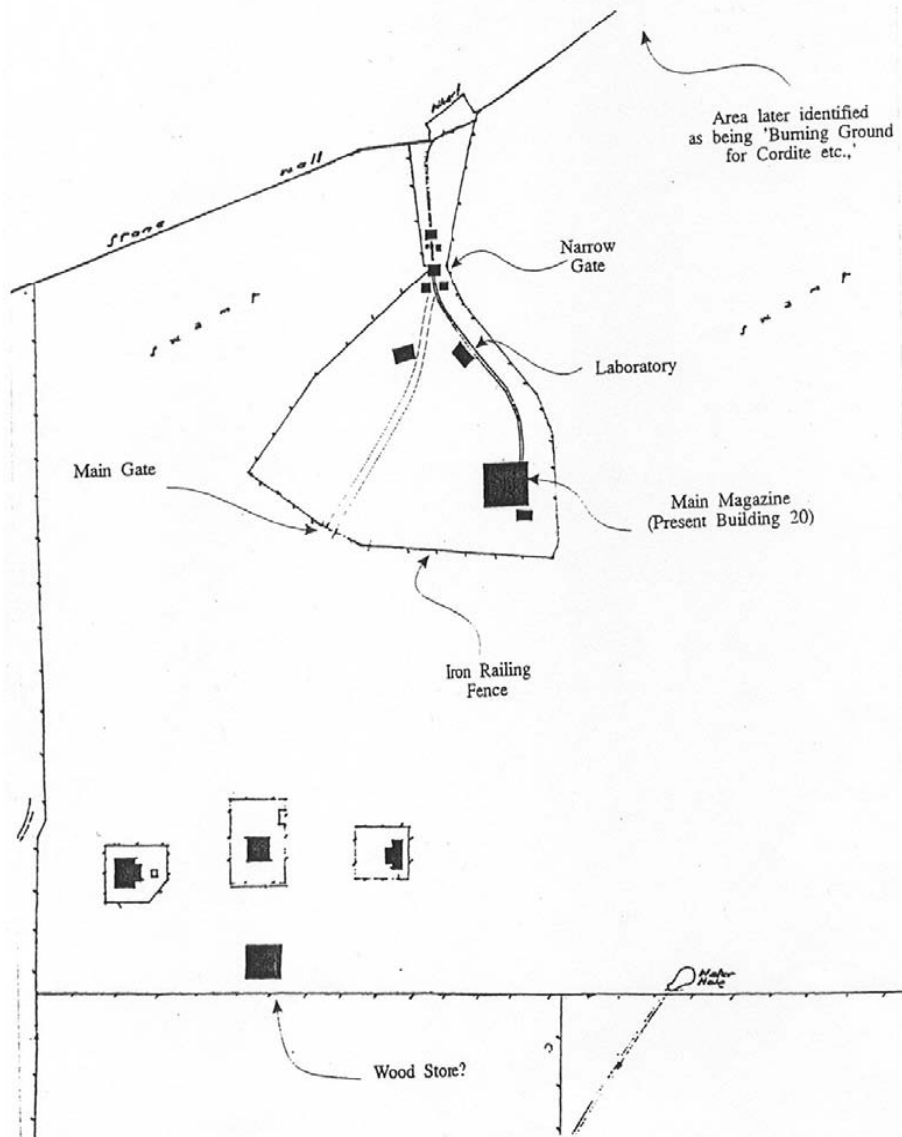 Wharf
Area later identified
as being 'Burning Ground
for Cordite etc.,'
stone wall
Narrow
Gate
swamp
swamp
Laboratory
Main Gate
Main Magazine
(Present Building 20)
Iron Railing
Fence
Water
Hole
Wood Store?